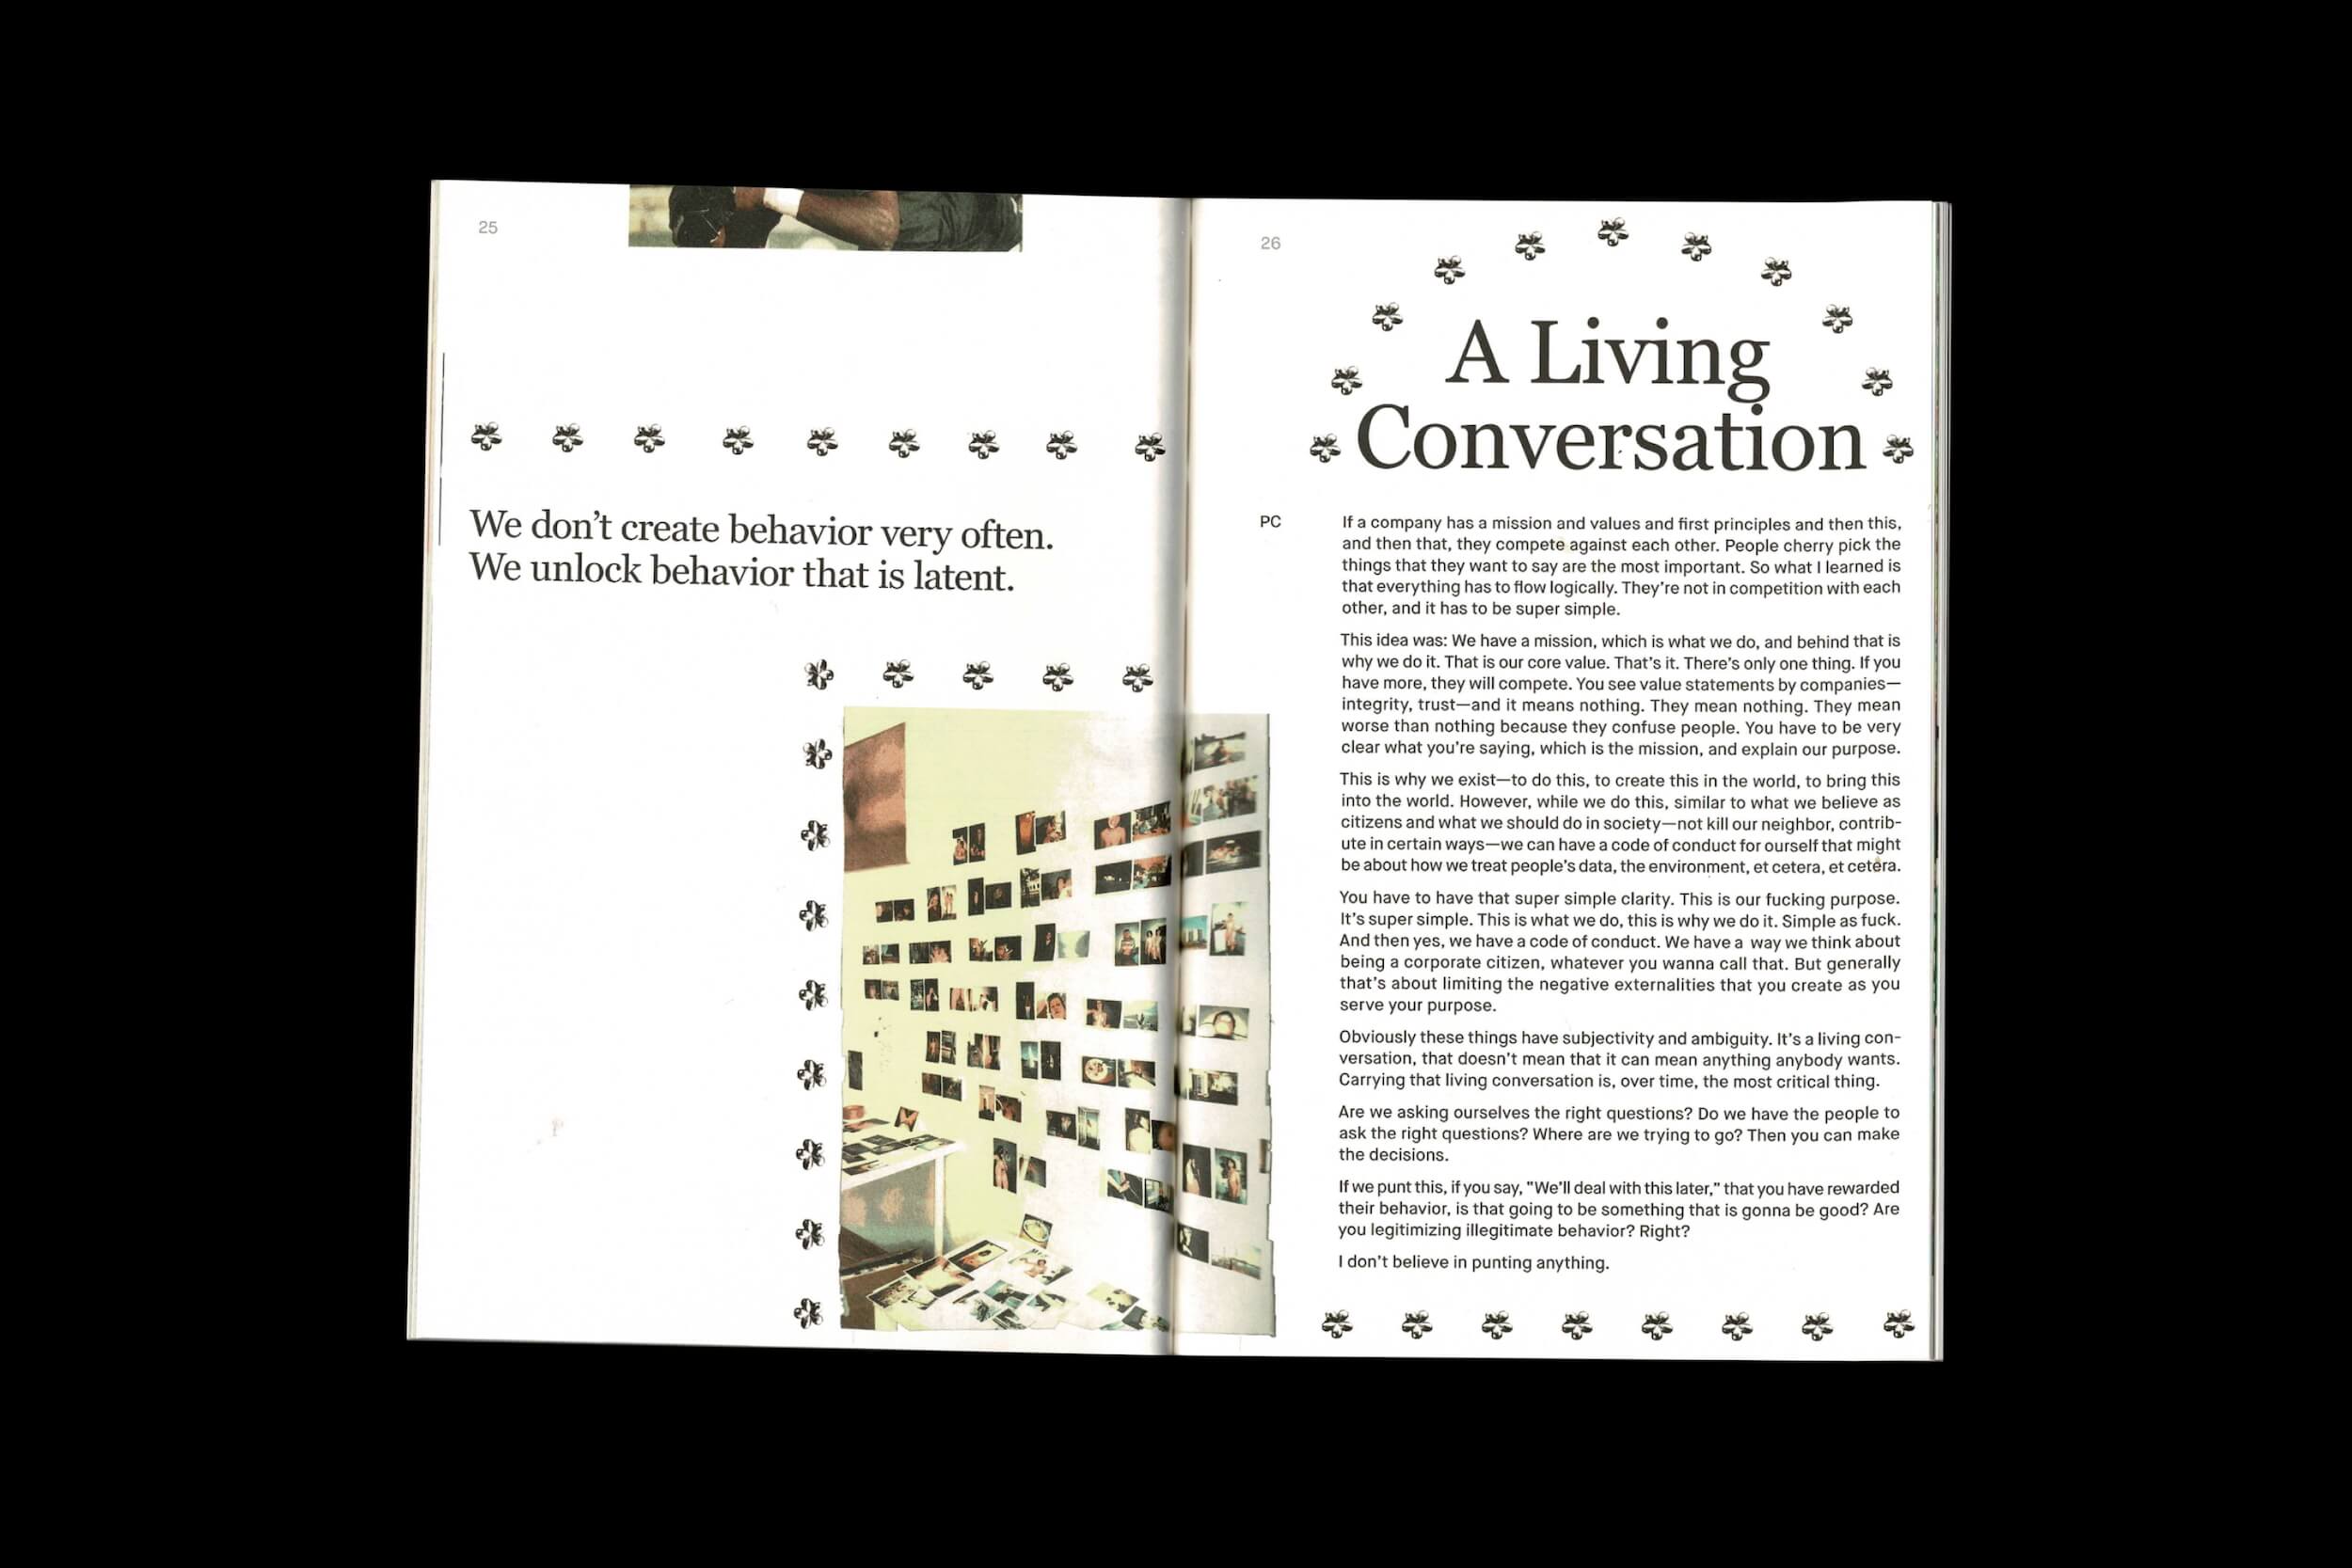 25
We don't create behavior very often.
We unlock behavior that is latent.
26
A Living
Conversation
PC
If a company has a mission and values and first principles and then this,
and then that, they compete against each other. People cherry pick the
things that they want to say are the most important. So what I learned is
that everything has to flow logically. They're not in competition with each
other, and it has to be super simple.
This idea was: We have a mission, which is what we do, and behind that is
why we do it. That is our core value. That's it. There's only one thing. If you
have more, they will compete. You see value statements by companies—
integrity, trust—and it means nothing. They mean nothing. They mean
worse than nothing because they confuse people. You have to be very
clear what you're saying, which is the mission, and explain our purpose.
This is why we exist—to do this, to create this in the world, to bring this
into the world. However, while we do this, similar to what we believe as
citizens and what we should do in society—not kill our neighbor, contrib-
ute in certain ways—we can have a code of conduct for ourself that might
be about how we treat people's data, the environment, et cetera, et cetera.
You have to have that super simple clarity. This is our fucking purpose.
It's super simple. This is what we do, this is why we do it. Simple as fuck.
And then yes, we have a code of conduct. We have a way we think about
being a corporate citizen, whatever you wanna call that. But generally
that's about limiting the negative externalities that you create as you
serve your purpose.
Obviously these things have subjectivity and ambiguity. It's a living con-
versation, that doesn't mean that it can mean anything anybody wants.
Carrying that living conversation is, over time, the most critical thing.
Are we asking ourselves the right questions? Do we have the people to
ask the right questions? Where are we trying to go? Then you can make
the decisions.
If we punt this, if you say, "We'll deal with this later," that you have rewarded
their behavior, is that going to be something that is gonna be good? Are
you legitimizing illegitimate behavior? Right?
I don't believe in punting anything.